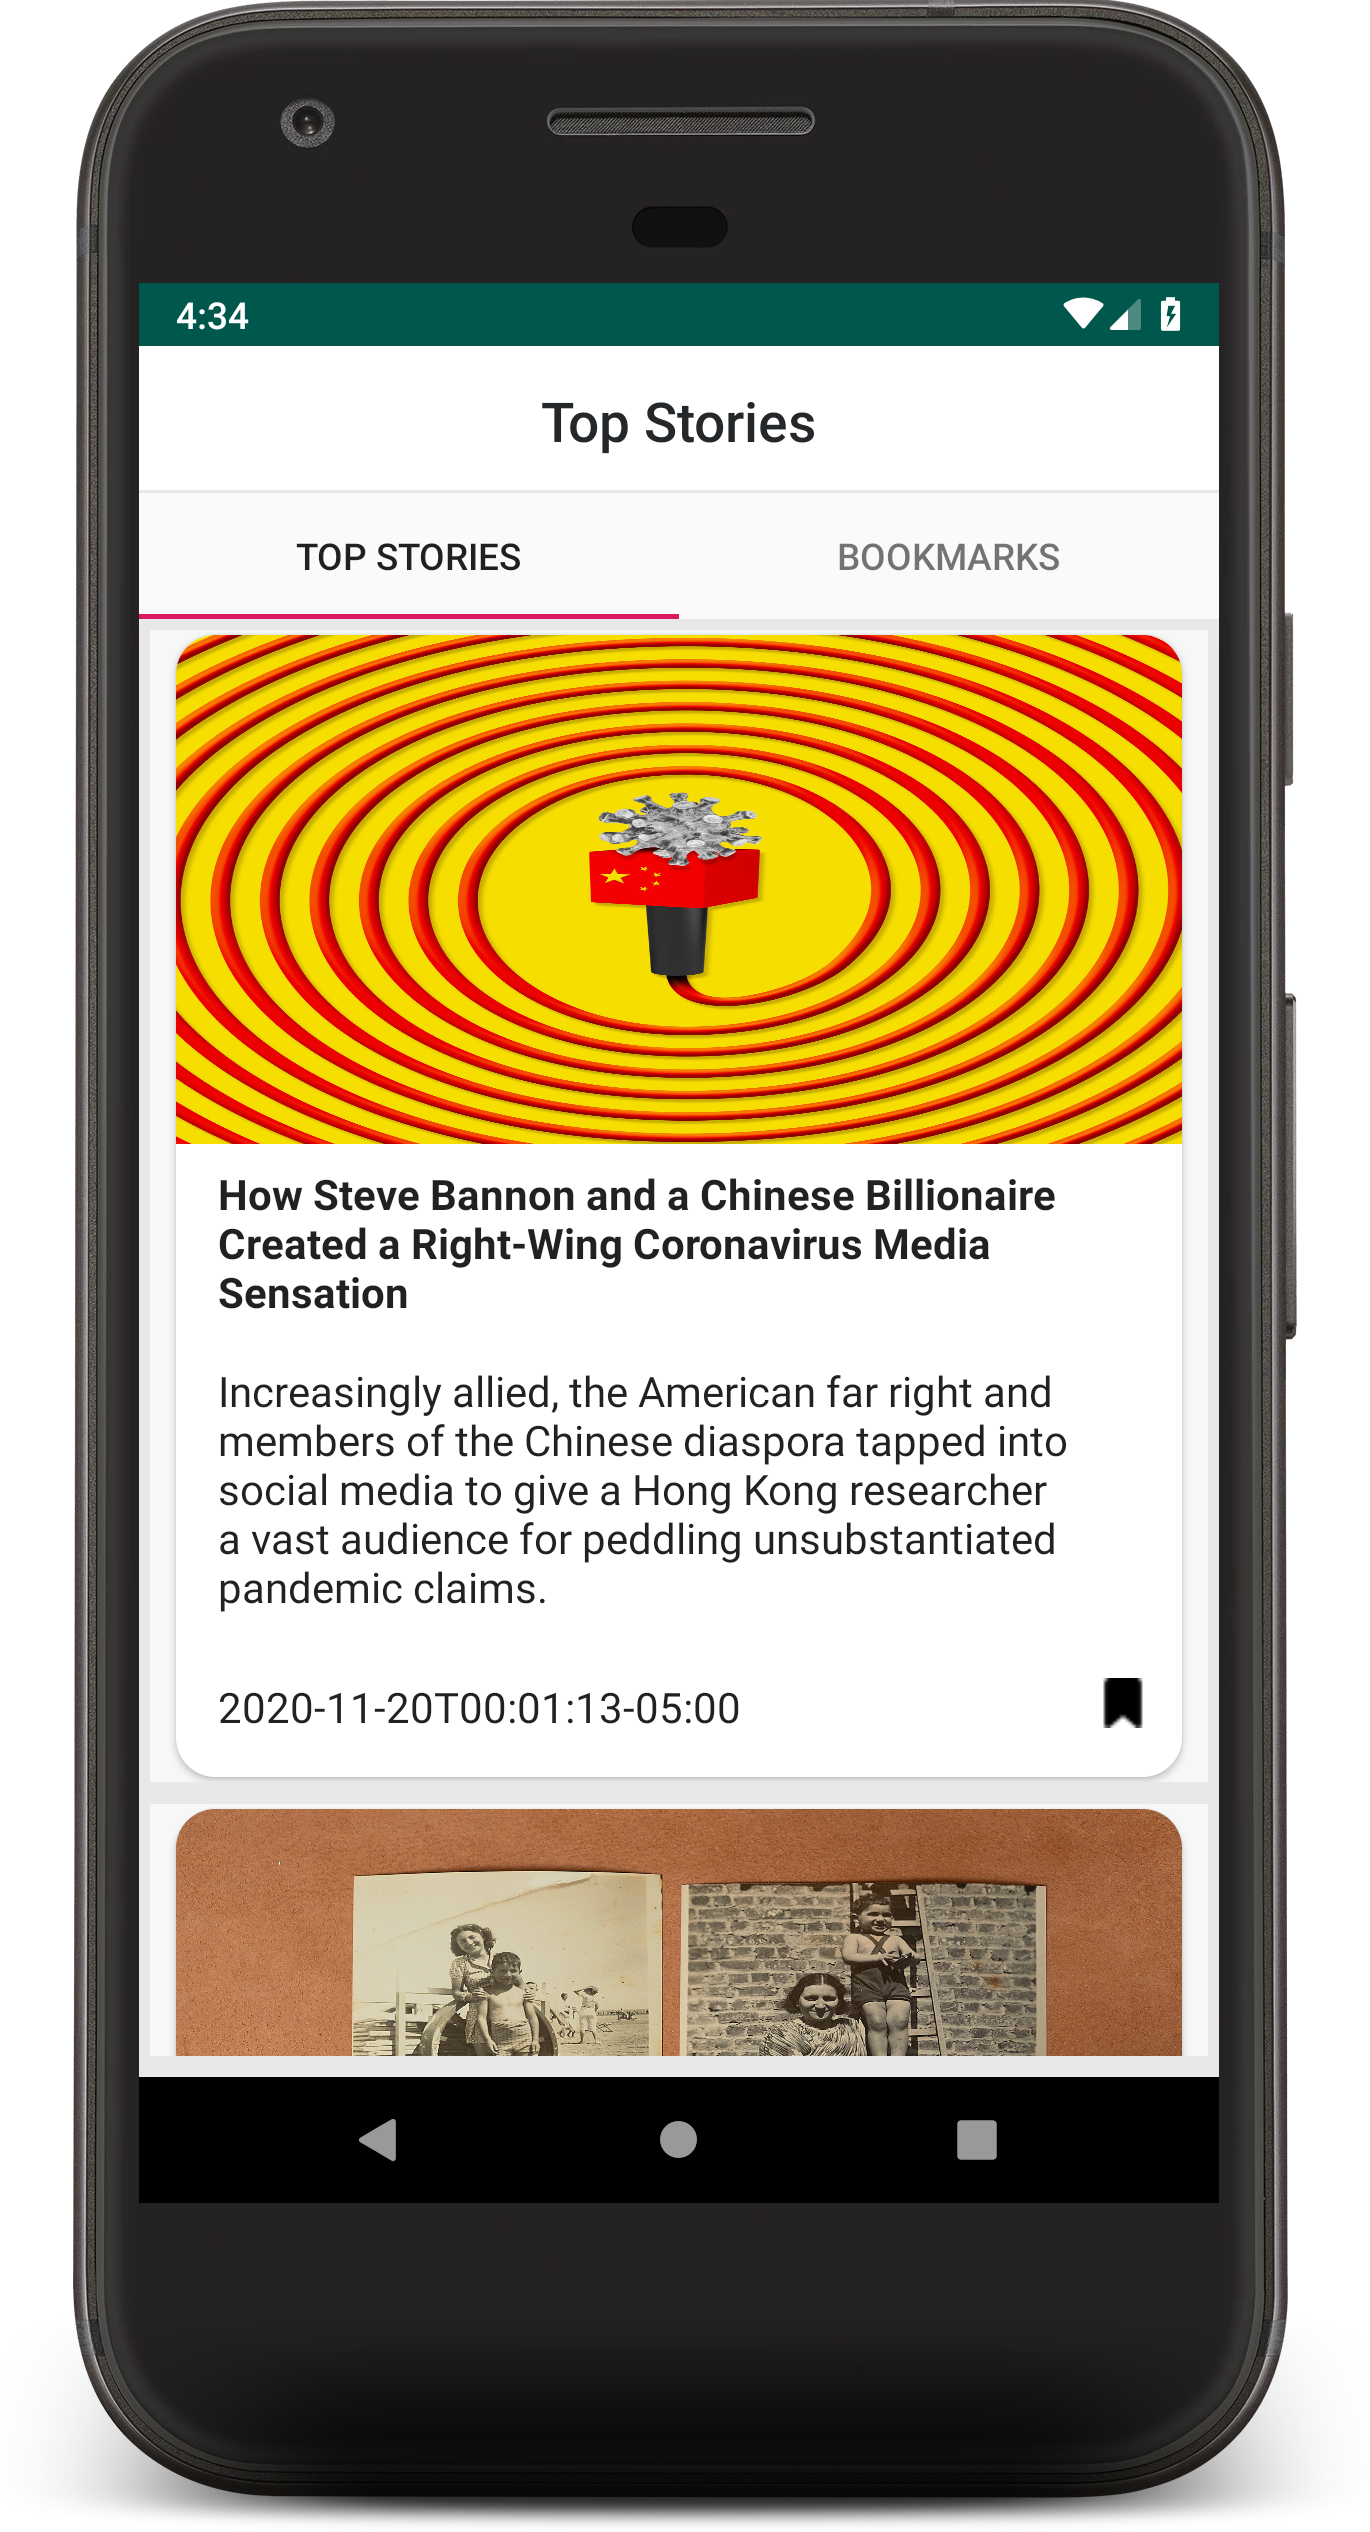 4:34
Top Stories
TOP STORIES
BOOKMARKS
How Steve Bannon and a Chinese Billionaire
Created a Right-Wing Coronavirus Media
Sensation
Increasingly allied, the American far right and
members of the Chinese diaspora tapped into
social media to give a Hong Kong researcher
a vast audience for peddling unsubstantiated
pandemic claims.
2020-11-20T00:01:13-05:00